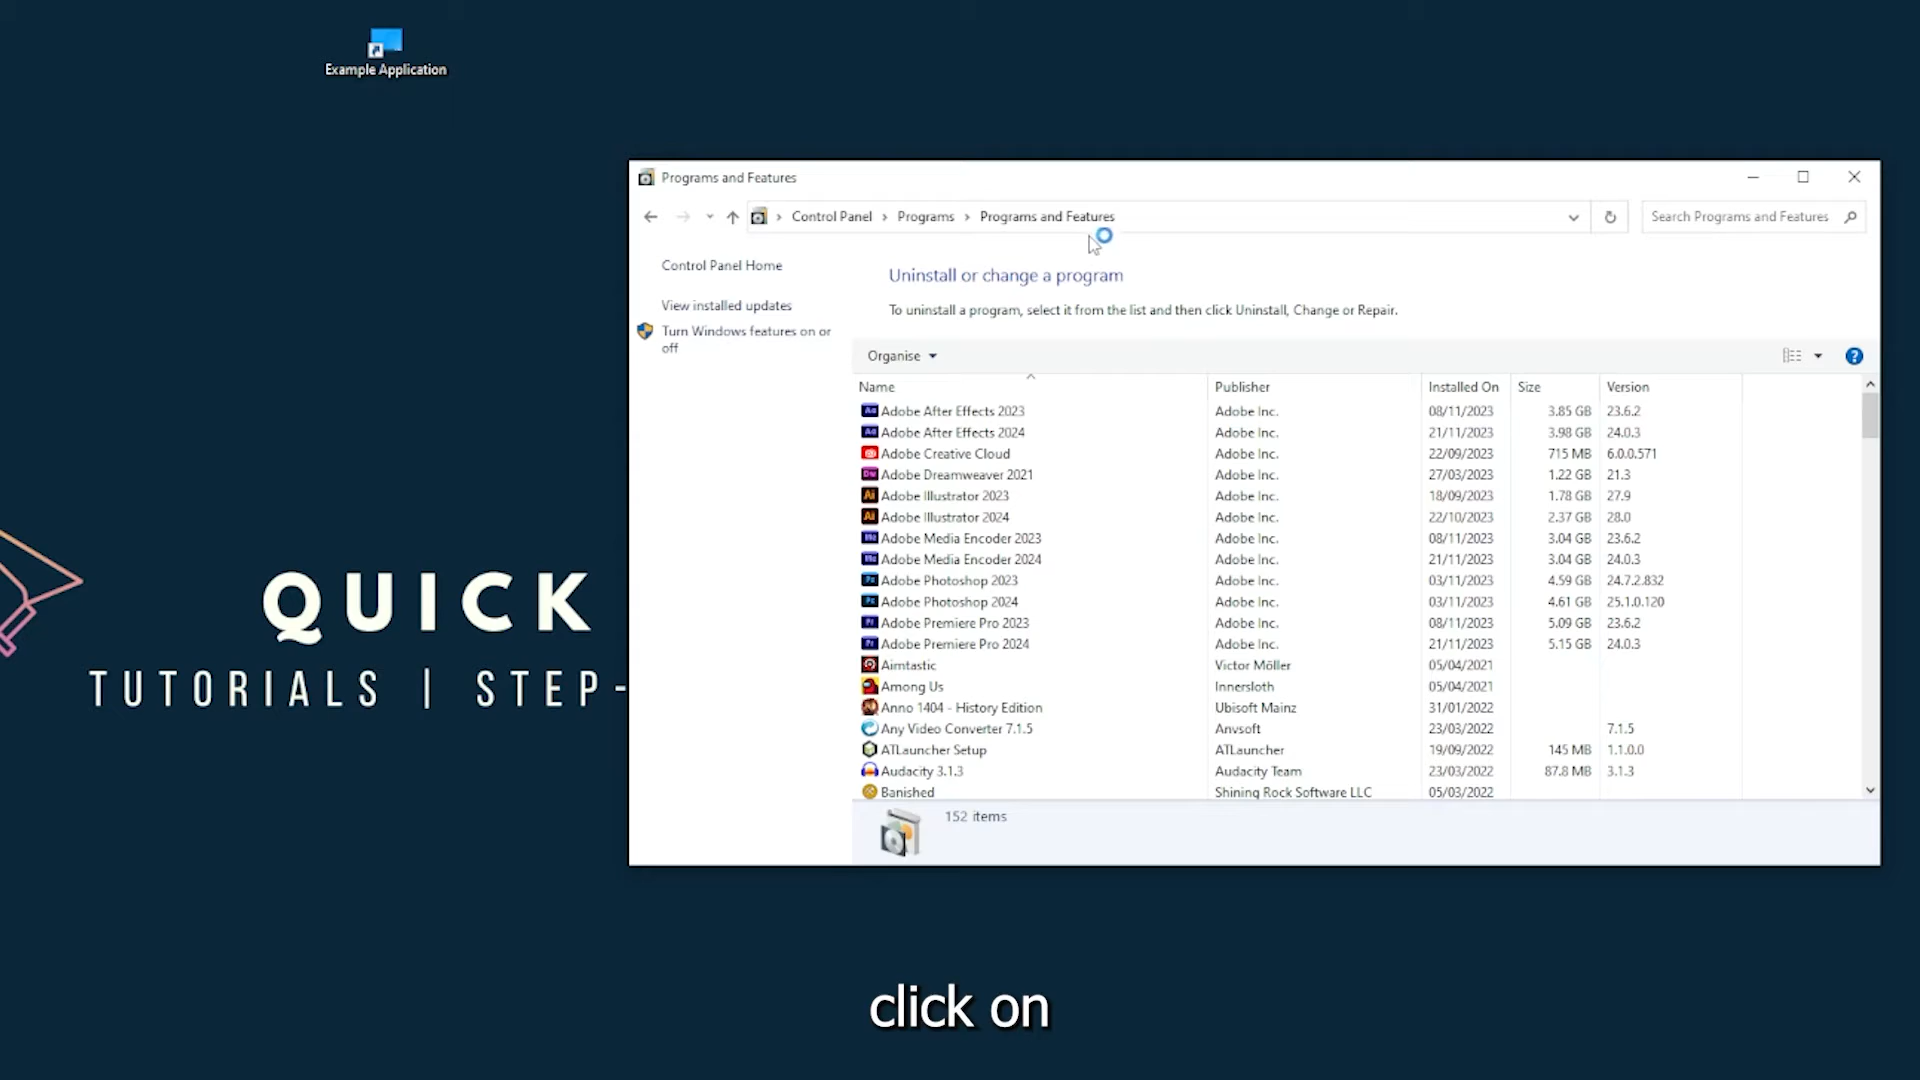 Example Application
Programs and Features
Control Panel > Programs > Programs and Features
Search Programs and Features
Control Panel Home
View installed updates
Turn Windows features on or
off
Uninstall or change a program
To uninstall a program, select it from the list and then click Uninstall, Change or Repair.
Organise
?
Name Publisher Installed On Size Version
Adobe After Effects 2023 Adobe Inc. 08/11/2023 3.85 GB 23.6.2
Adobe After Effects 2024 Adobe Inc. 21/11/2023 3.98 GB 24.0.3
Adobe Creative Cloud Adobe Inc. 22/09/2023 715 MB 6.0.0.571
Adobe Dreamweaver 2021 Adobe Inc. 27/03/2023 1.22 GB 21.3
Adobe Illustrator 2023 Adobe Inc. 18/09/2023 1.78 GB 27.9
Adobe Illustrator 2024 Adobe Inc. 22/10/2023 2.37 GB 28.0
Adobe Media Encoder 2023 Adobe Inc. 08/11/2023 3.04 GB 23.6.2
Adobe Media Encoder 2024 Adobe Inc. 21/11/2023 3.04 GB 24.0.3
Adobe Photoshop 2023 Adobe Inc. 03/11/2023 4.59 GB 24.7.2.832
Adobe Photoshop 2024 Adobe Inc. 03/11/2023 4.61 GB 25.1.0.120
Adobe Premiere Pro 2023 Adobe Inc. 08/11/2023 5.09 GB 23.6.2
Adobe Premiere Pro 2024 Adobe Inc. 21/11/2023 5.15 GB 24.0.3
Aimtastic Victor Möller 05/04/2021
Among Us Innersloth 05/04/2021
Anno 1404 - History Edition Ubisoft Mainz 31/01/2022
Any Video Converter 7.1.5 Anvsoft 23/03/2022 7.1.5
ATLauncher Setup ATLauncher 19/09/2022 145 MB 1.1.0.0
Audacity 3.1.3 Audacity Team 23/03/2022 87.8 MB 3.1.3
Banished Shining Rock Software LLC 05/03/2022
152 items
QUICK
TUTORIALS | STEP-
click on